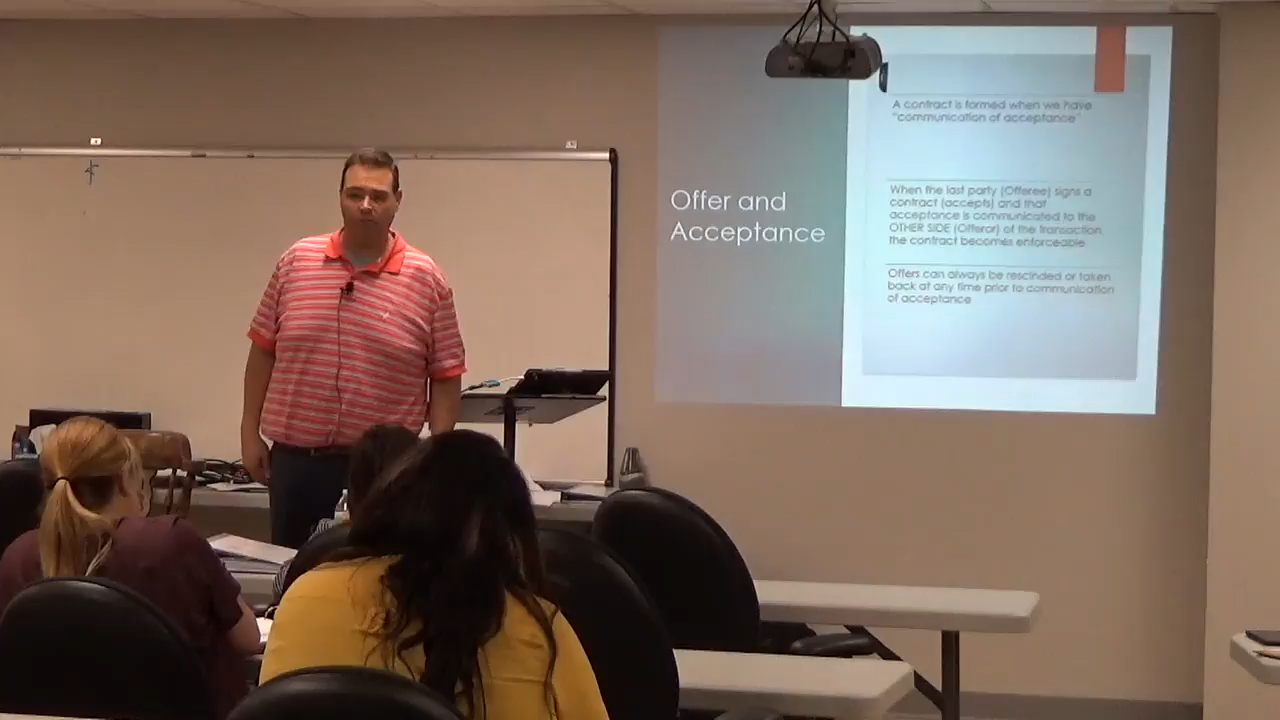 Offer and
Acceptance
A contract is formed when we have
"communication of acceptance"
When the last party (Offeree) signs a
contract (accepts) and that
acceptance is communicated to the
OTHER SIDE (Offeror) of the transaction
the contract becomes enforceable
Offers can always be rescinded or taken
back at any time prior to communication
of acceptance